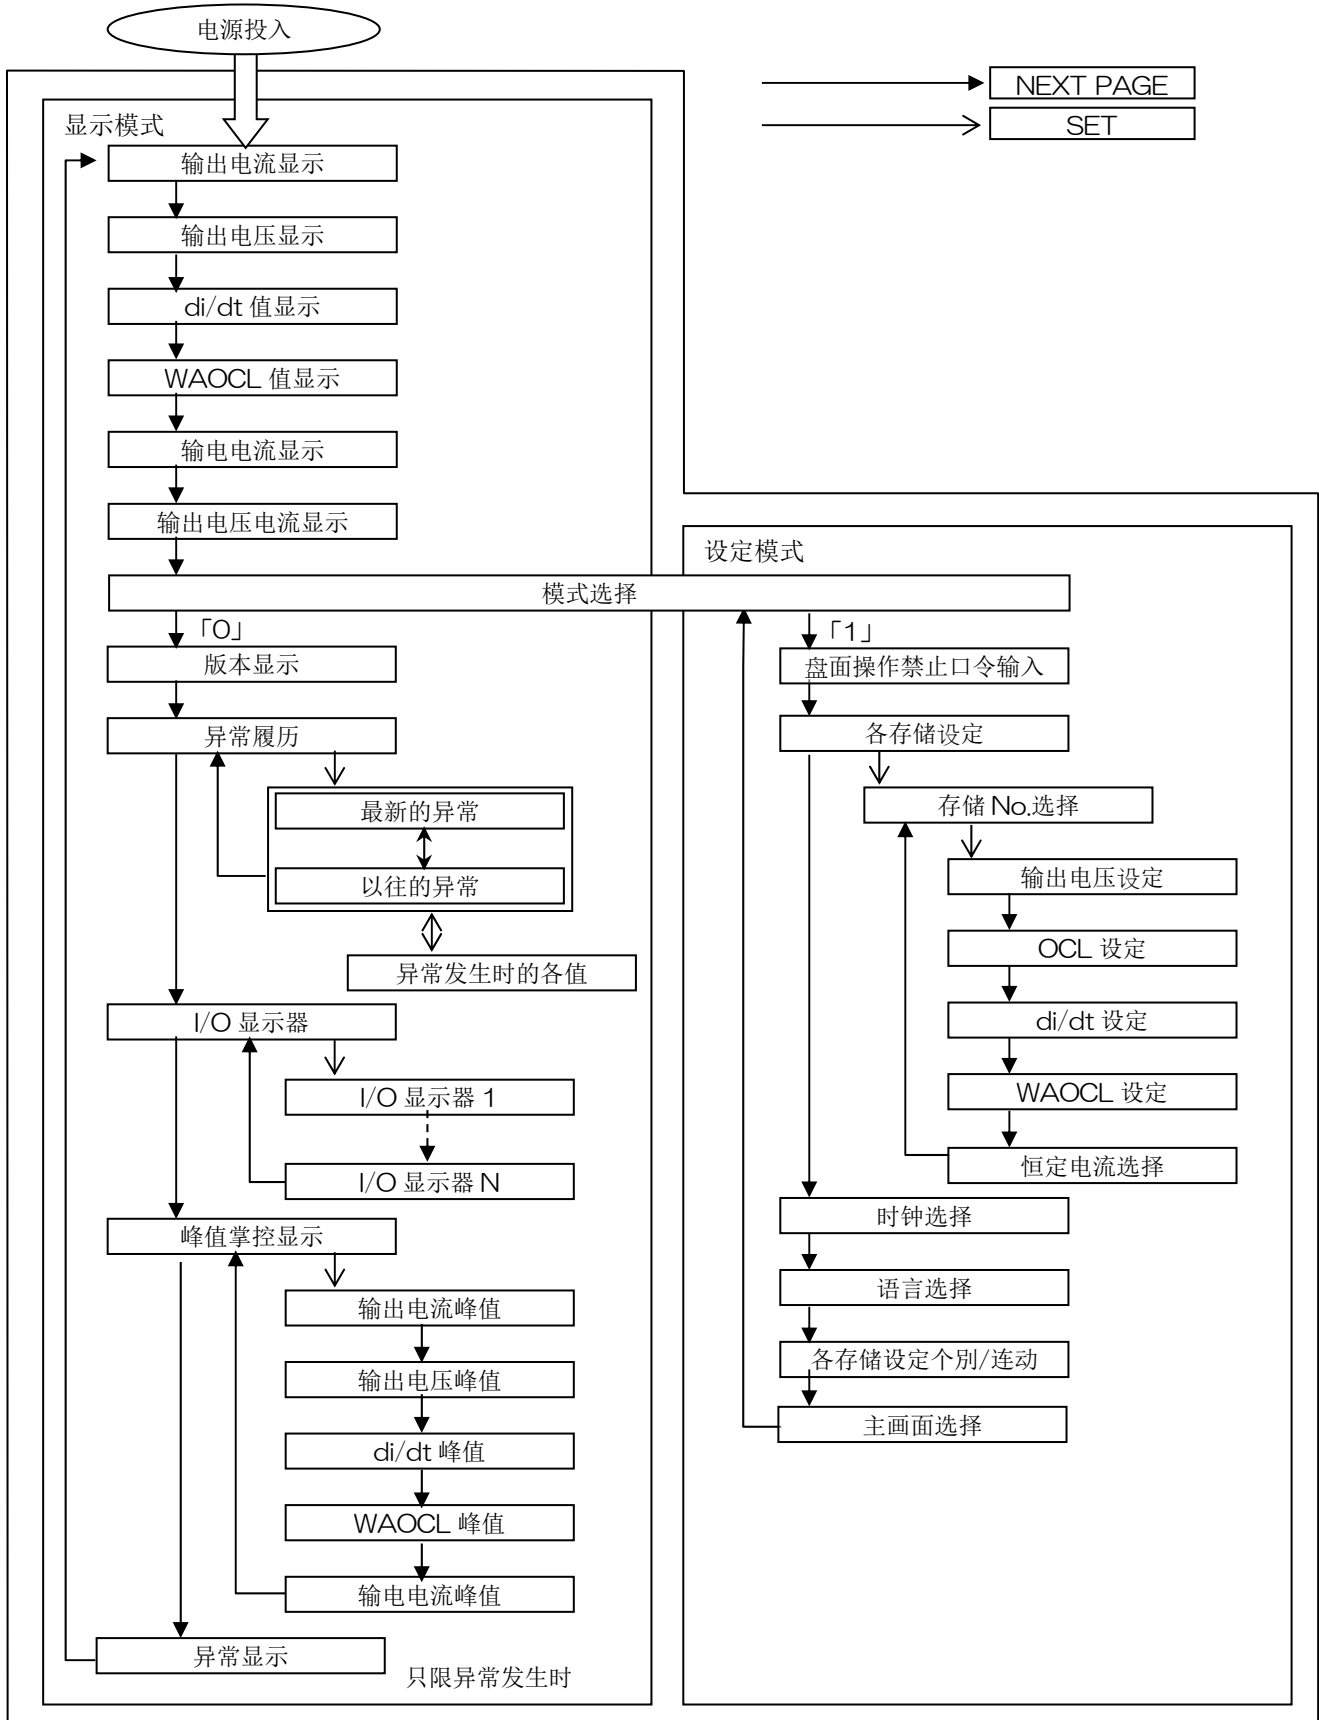 电源投入
NEXT PAGE
SET
显示模式
输出电流显示
输出电压显示
di/dt 值显示
WAOCL 值显示
输电电流显示
输出电压电流显示
设定模式
模式选择
「0」
版本显示
异常履历
最新的异常
以往的异常
异常发生时的各值
I/O 显示器
I/O 显示器 1
I/O 显示器 N
峰值掌控显示
输出电流峰值
输出电压峰值
di/dt 峰值
WAOCL 峰值
输电电流峰值
异常显示
只限异常发生时
「1」
盘面操作禁止口令输入
各存储设定
存储 No.选择
输出电压设定
OCL 设定
di/dt 设定
WAOCL 设定
恒定电流选择
时钟选择
语言选择
各存储设定个别/连动
主画面选择